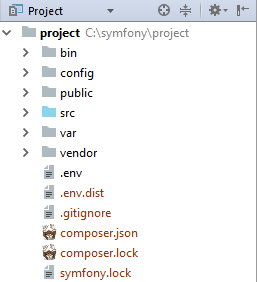 Project
project C:\symfony\project
bin
config
public
src
var
vendor
.env
.env.dist
.gitignore
composer.json
composer.lock
symfony.lock